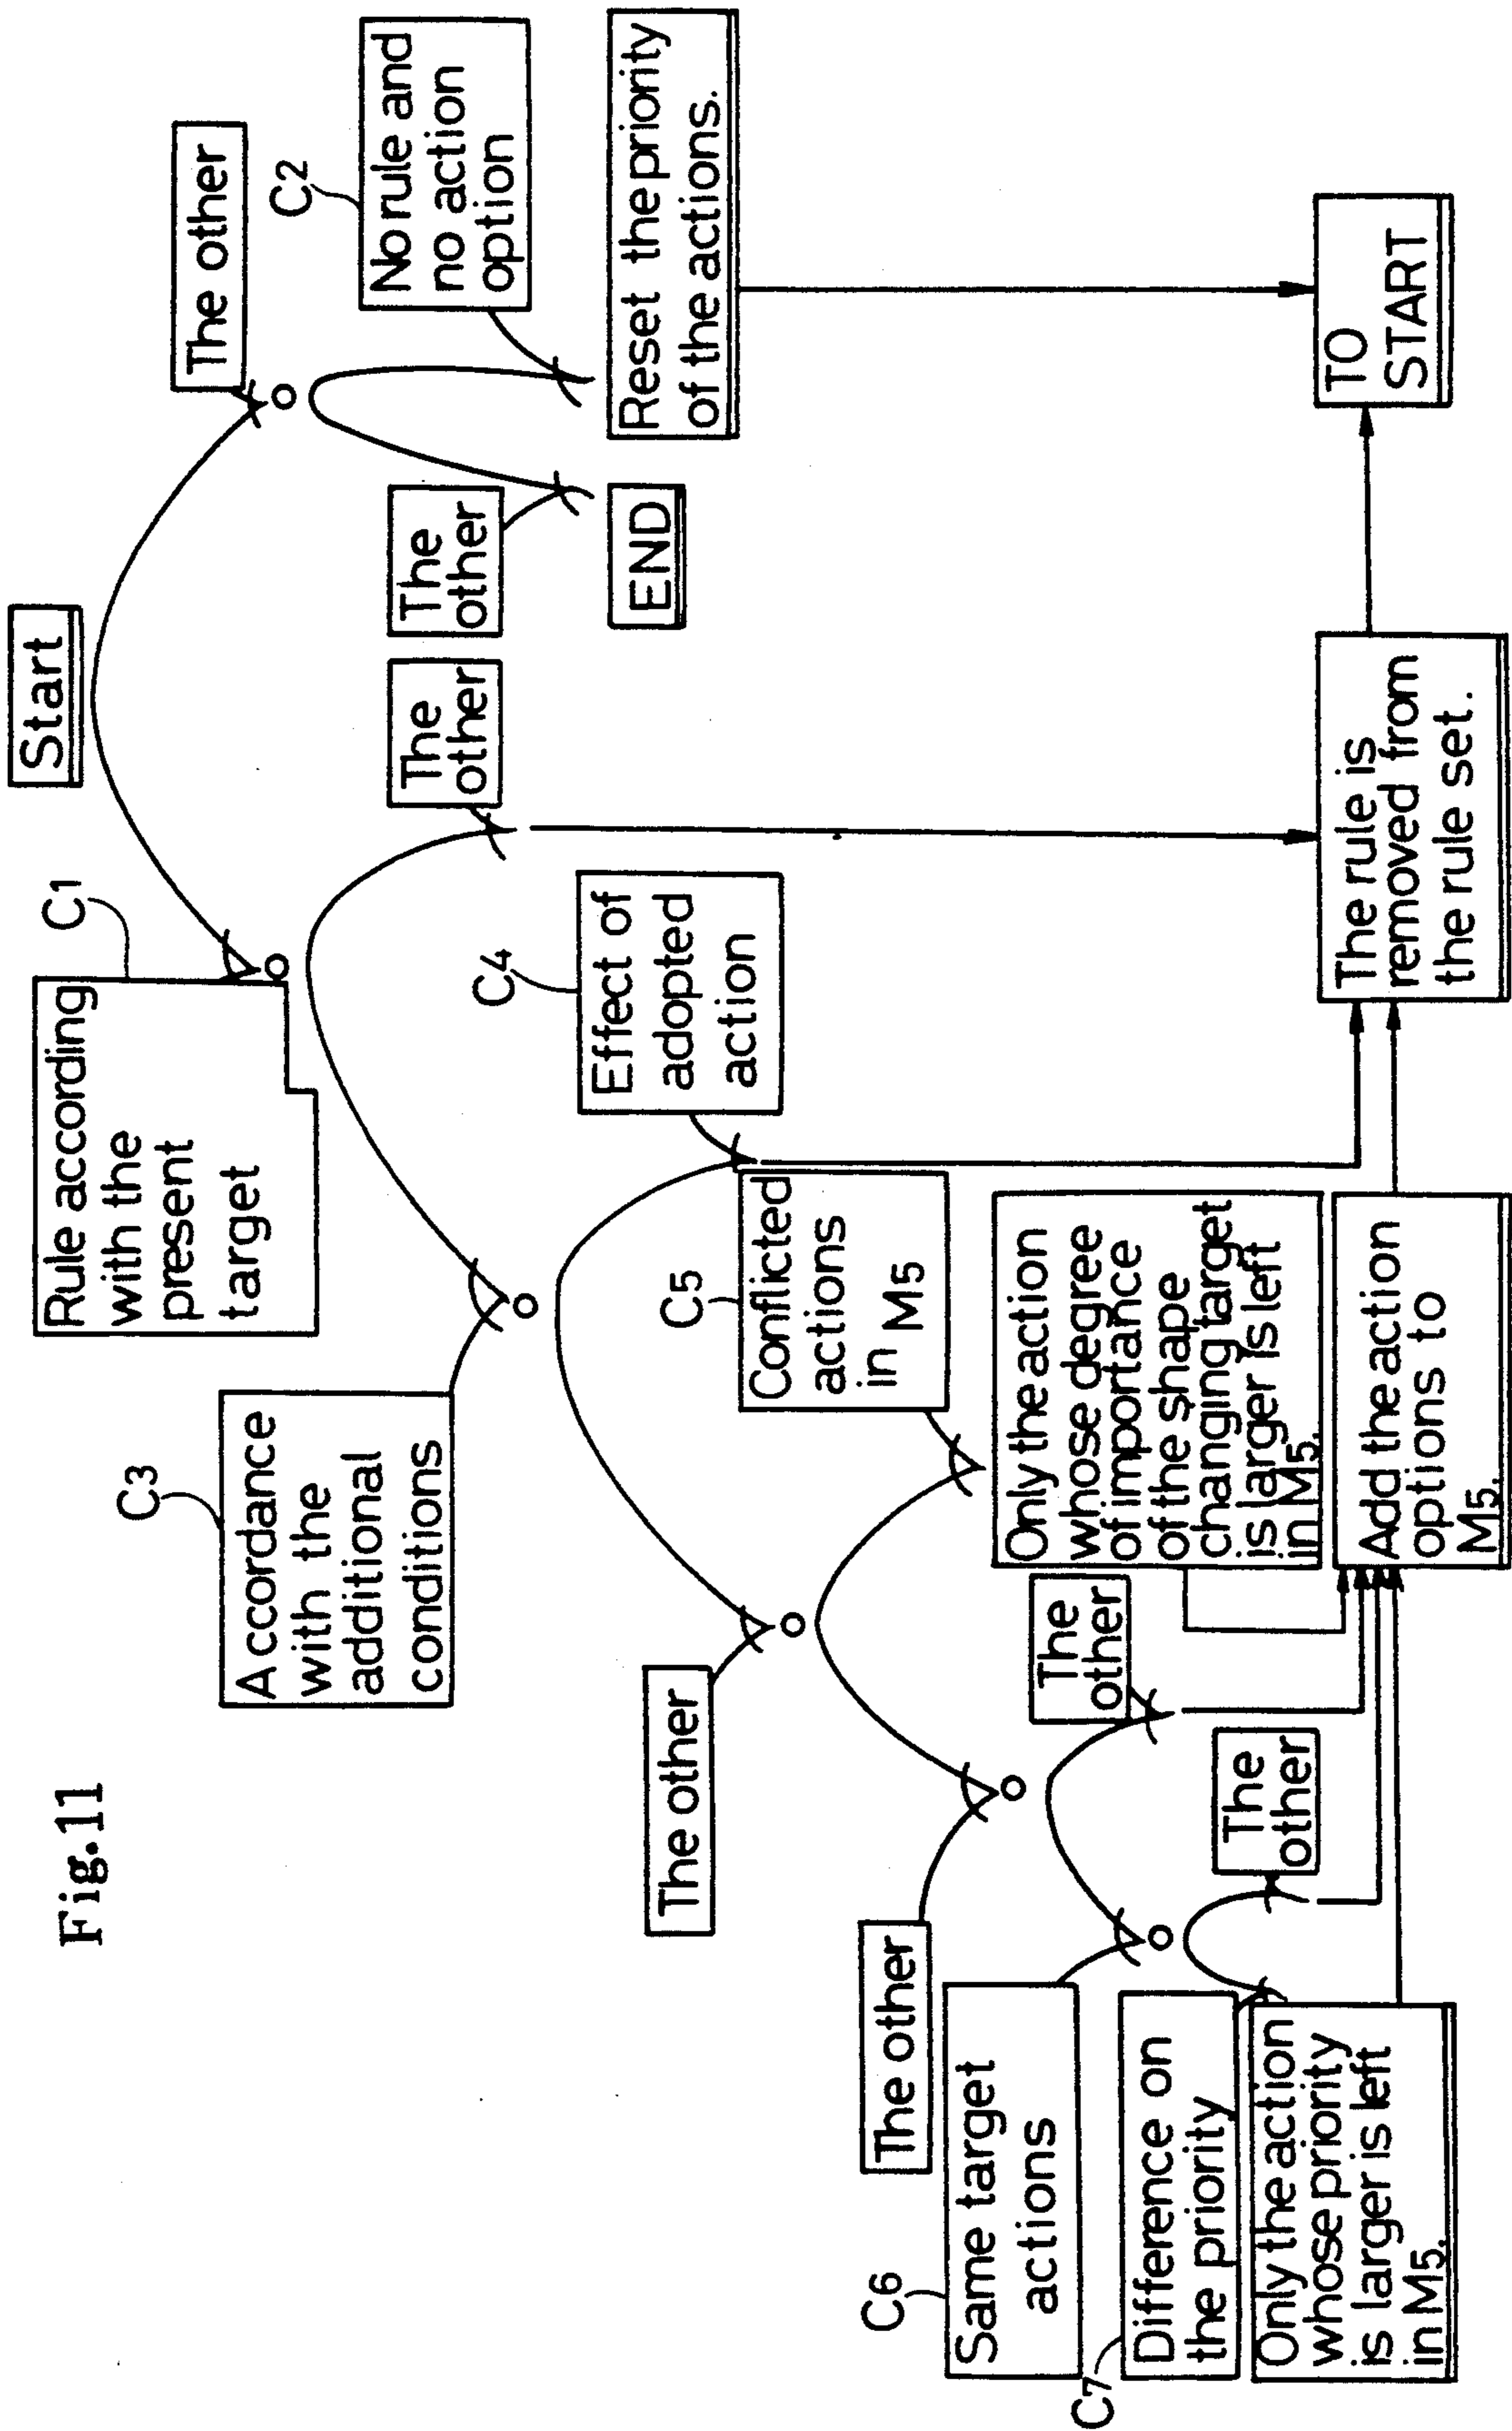 Fig.11
Start
C1
Rule according
with the
present
target
The other
C2
No rule and
no action
option
The
other
END
Reset the priority
of the actions.
C3
Accordance
with the
additional
conditions
The
other
C4
Effect of
adopted
action
The other
C5
Conflicted
actions
in M5
Only the action
whose degree
of importance
of the shape
changing target
is larger is left
in M5.
The other
C6
Same target
actions
The
other
C7
Difference on
the priority
The
other
Only the action
whose priority
is larger is left
in M5.
Add the action
options to
M5.
The rule is
removed from
the rule set.
TO
START